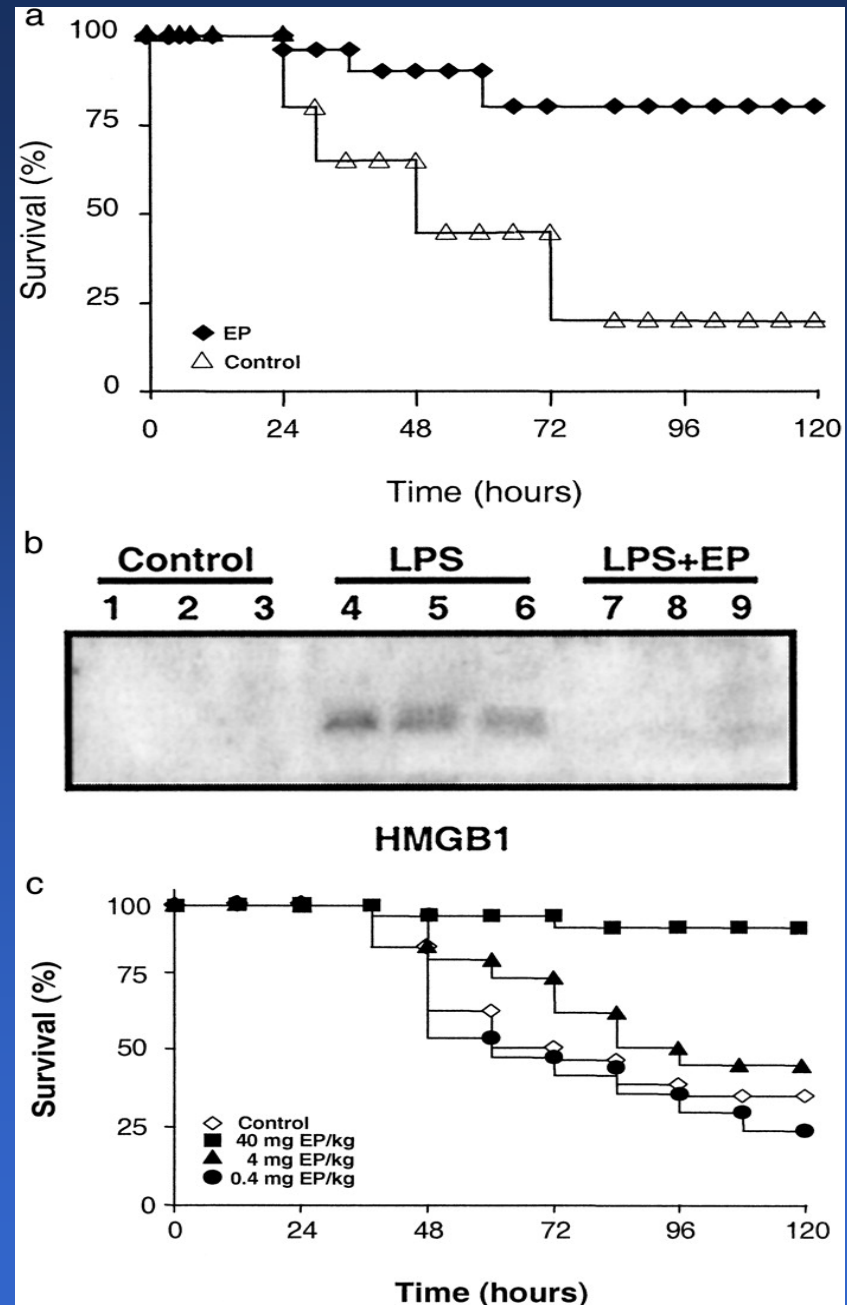 a
100
75
50
25
0
Survival (%)
EP
Control
0 24 48 72 96 120
Time (hours)
b
Control LPS LPS+EP
1 2 3 4 5 6 7 8 9
HMGB1
c
100
75
50
25
0
Survival (%)
Control
40 mg EP/kg
4 mg EP/kg
0.4 mg EP/kg
0 24 48 72 96 120
Time (hours)